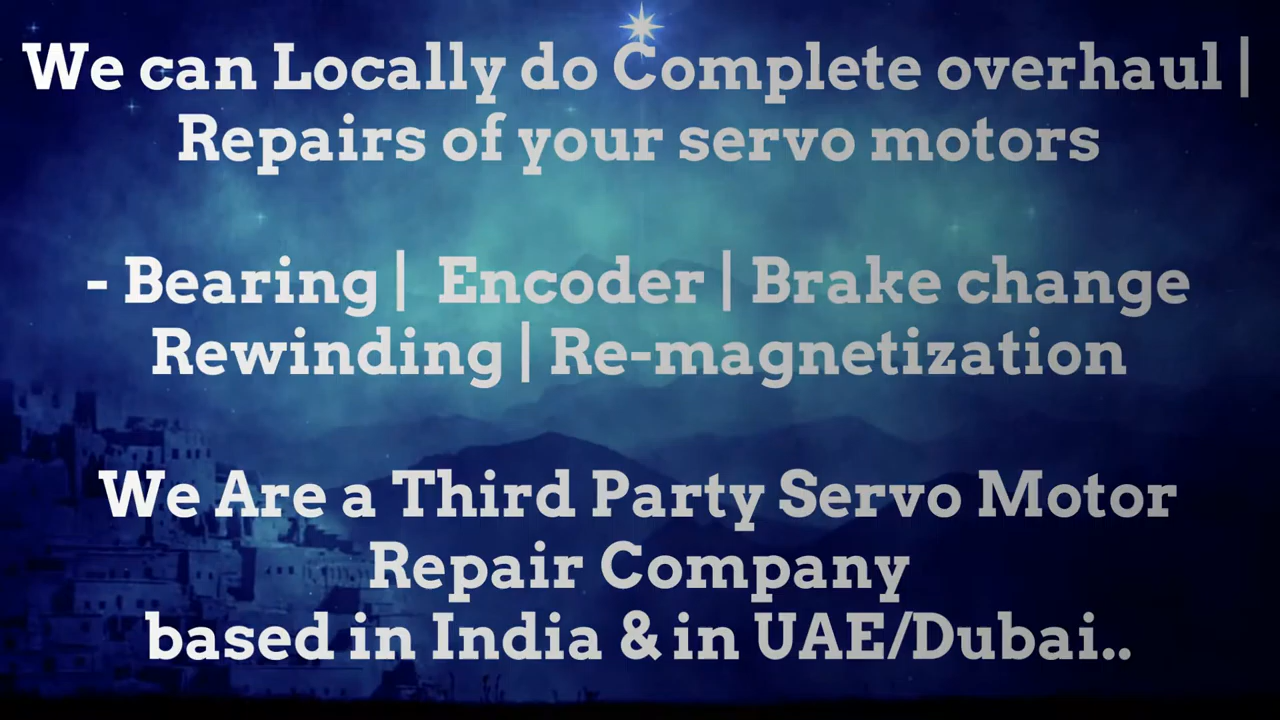 We can Locally do Complete overhaul |
Repairs of your servo motors
- Bearing | Encoder | Brake change
Rewinding | Re-magnetization
We Are a Third Party Servo Motor
Repair Company
based in India & in UAE/Dubai..